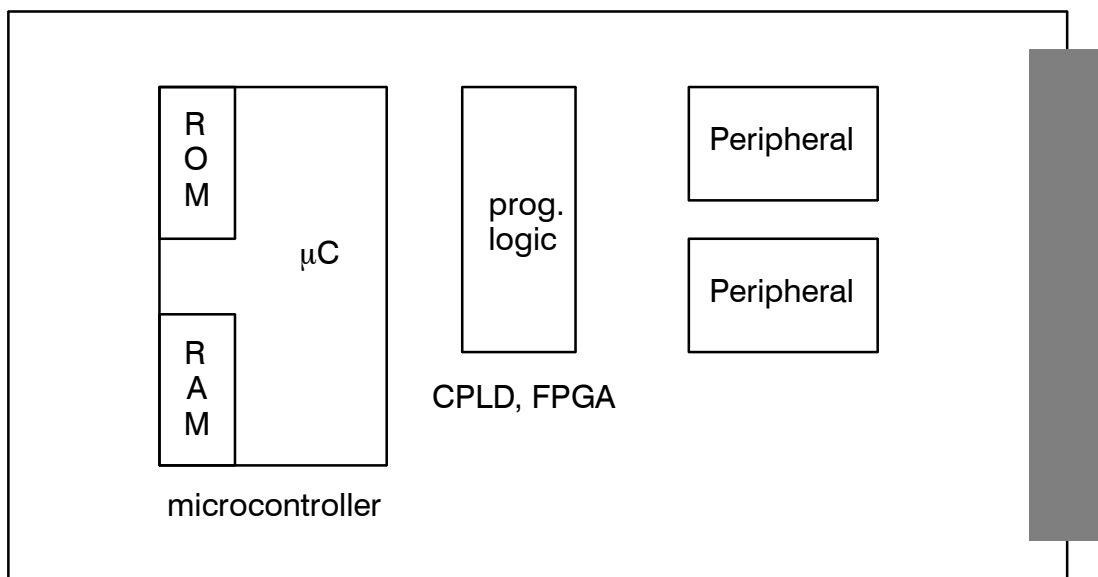 R
O
M
μC
R
A
M
microcontroller
prog.
logic
CPLD, FPGA
Peripheral
Peripheral